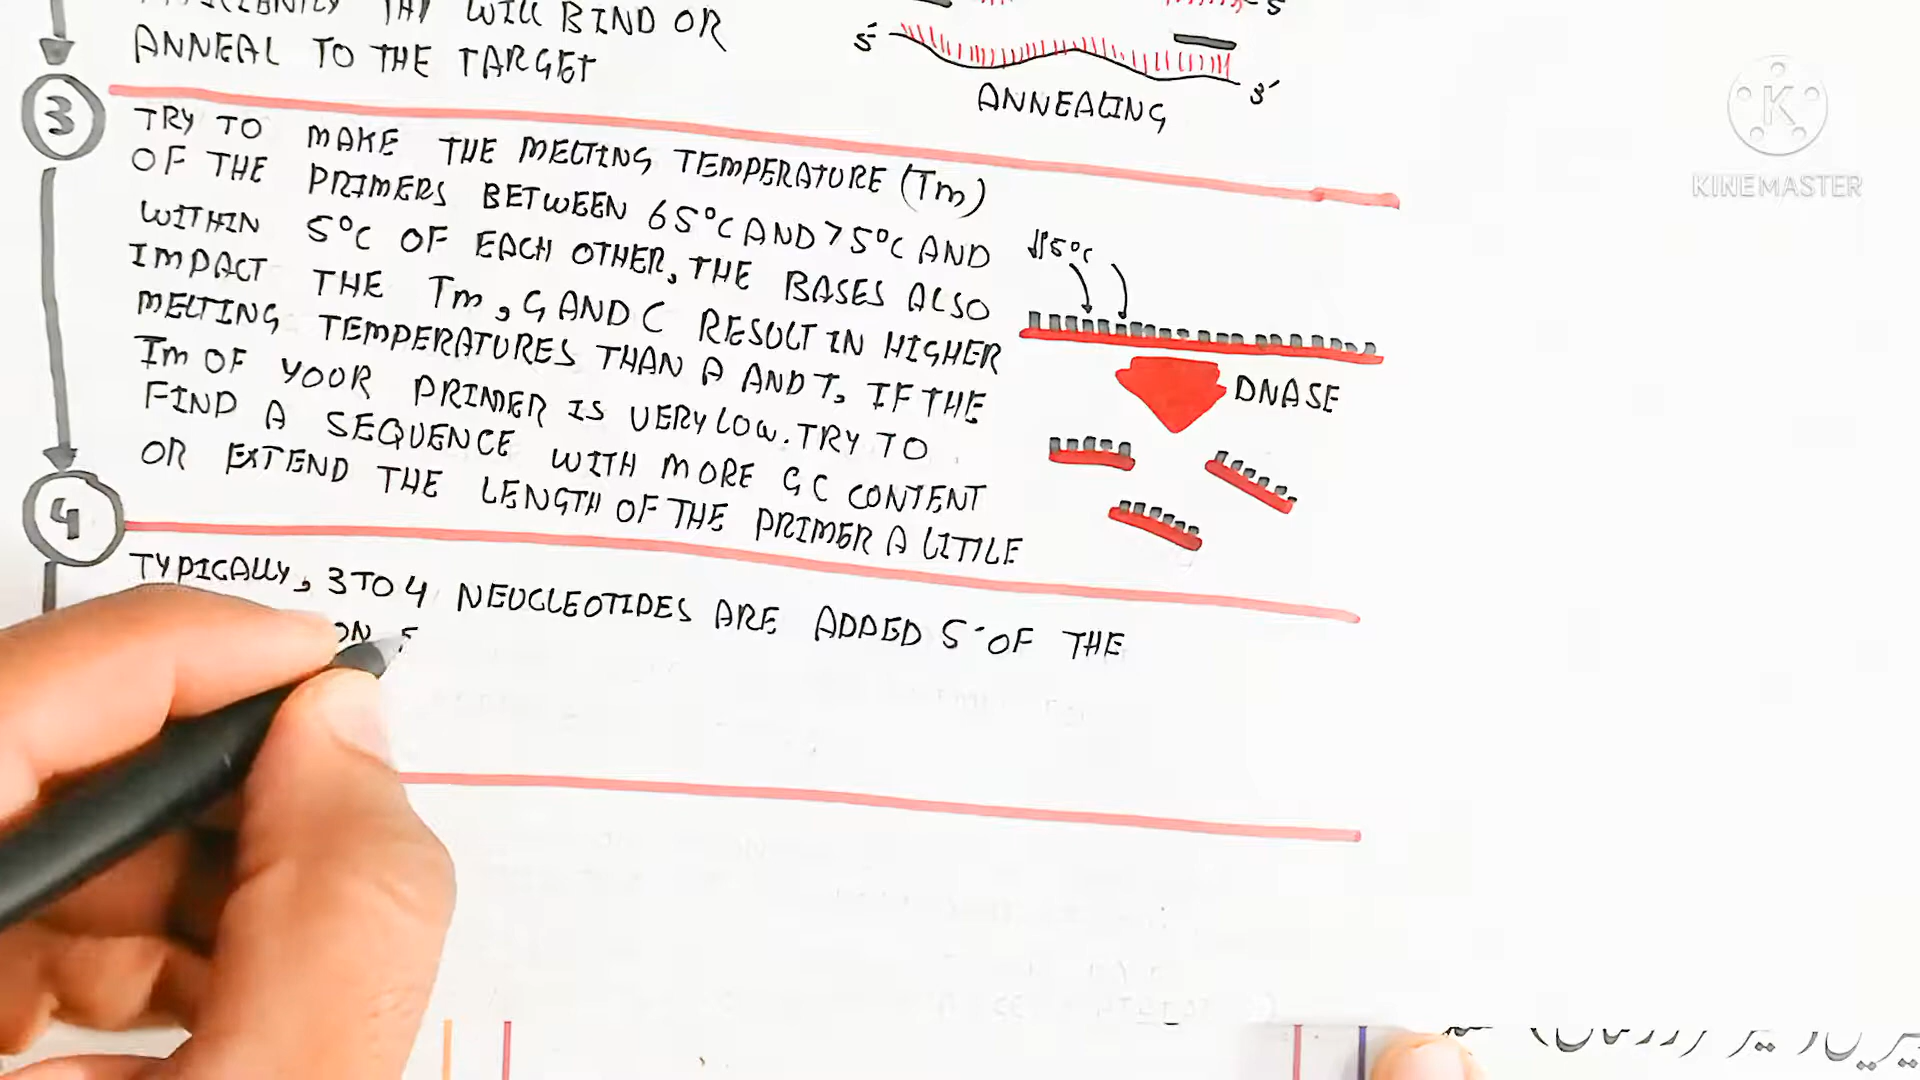 WILL BIND OR
ANNEAL TO THE TARGET
5'
5'
3'
ANNEALING
K
KINEMASTER
3
TRY TO MAKE THE MELTING TEMPERATURE (Tm)
OF THE PRIMERS BETWEEN 65°C AND 75°C AND
WITHIN 5°C OF EACH OTHER, THE BASES ALSO
IMPACT THE Tm, G AND C RESULT IN HIGHER
MELTING TEMPERATURES THAN A AND T, IF THE
Tm OF YOUR PRIMER IS VERY LOW. TRY TO
FIND A SEQUENCE WITH MORE GC CONTENT
OR EXTEND THE LENGTH OF THE PRIMER A LITTLE
5°C
DNASE
4
TYPICALLY, 3 TO 4 NEUCLEOTIDES ARE ADDED 5' OF THE